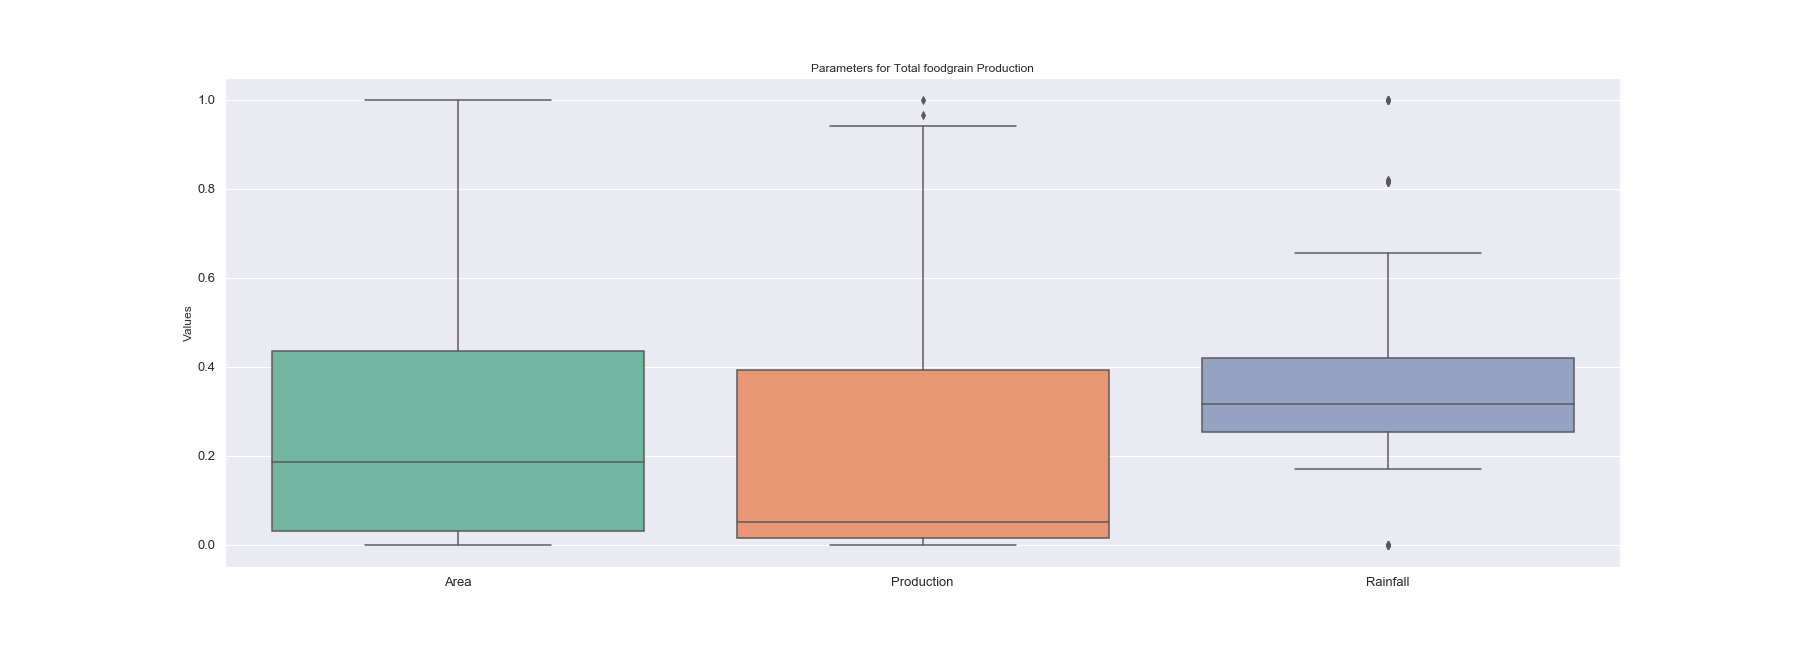 Parameters for Total foodgrain Production
1.0
0.8
0.6
0.4
0.2
0.0
Values
Area
Production
Rainfall